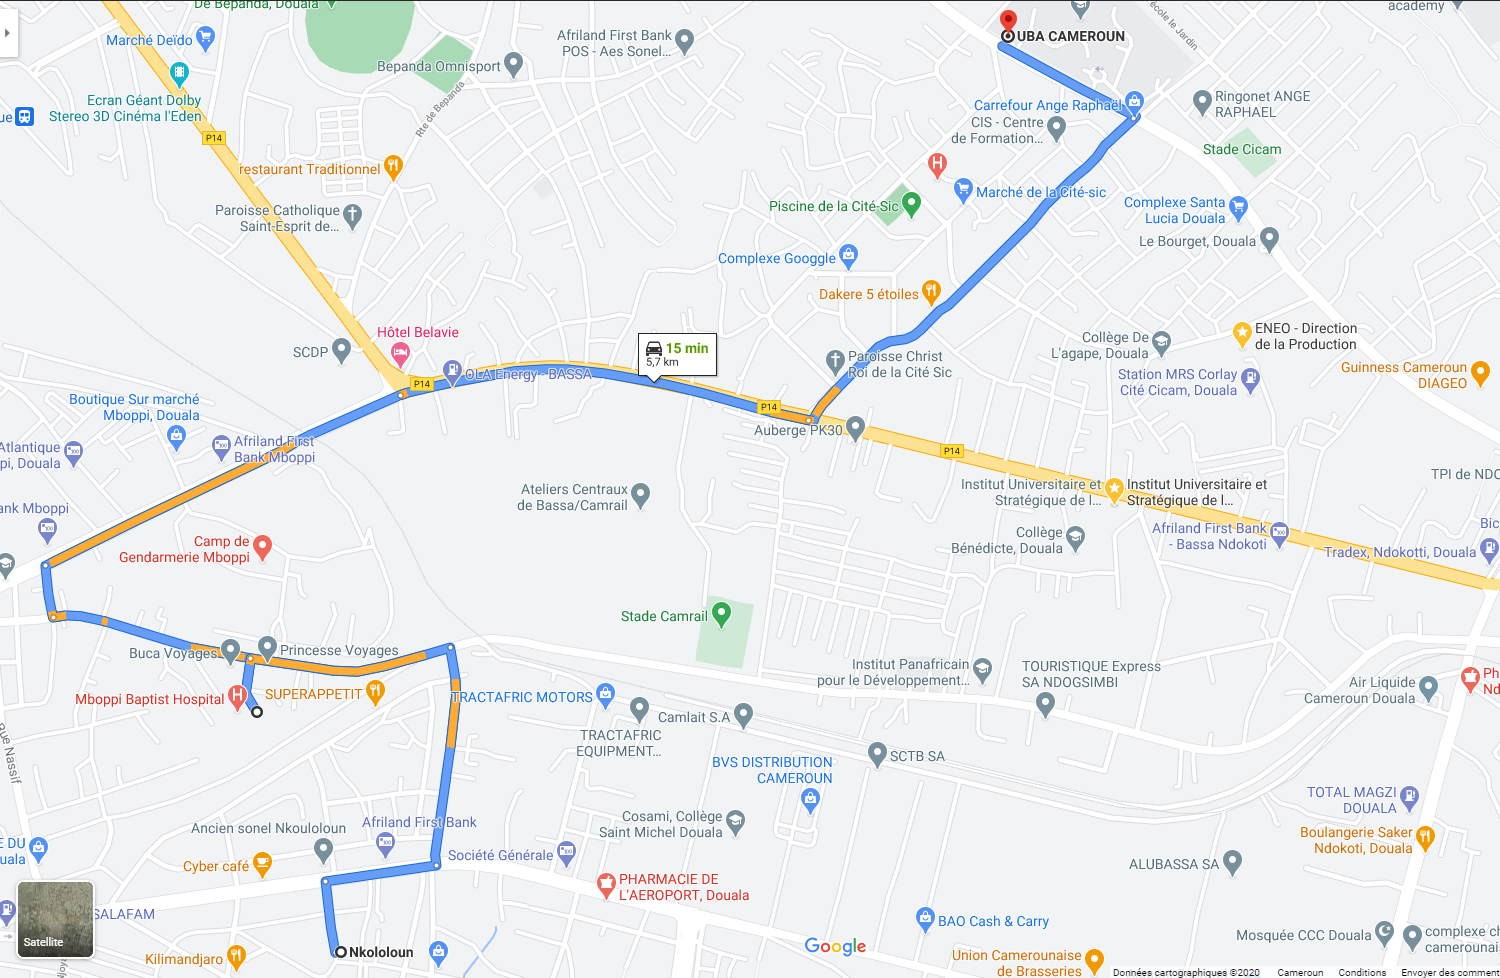 De Bepanda, Douala
Marché Deïdo
Ecran Géant Dolby
Stereo 3D Cinéma l'Eden
ue
P14
restaurant Traditionnel
Paroisse Catholique
Saint-Esprit de...
Bepanda Omnisport
Rte de Bepanda
Afriland First Bank
POS - Aes Sonel...
UBA CAMEROUN
école le Jardin
academy
Carrefour Ange Raphaël
CIS - Centre
de Formation...
Ringonet ANGE
RAPHAEL
Stade Cicam
Marché de la Cité-sic
Piscine de la Cité-Sic
Complexe Santa
Lucia Douala
Le Bourget, Douala
Complexe Googgle
Dakere 5 étoiles
Hôtel Belavie
SCDP
P14
OLA Energy - BASSA
15 min
5,7 km
Paroisse Christ
Roi de la Cité Sic
Collège De
L'agape, Douala
ENEO - Direction
de la Production
Station MRS Corlay
Cité Cicam, Douala
Guinness Cameroun
DIAGEO
P14
Auberge PK30
P14
Boutique Sur marché
Mboppi, Douala
Atlantique
pi, Douala
Afriland First
Bank Mboppi
ank Mboppi
Ateliers Centraux
de Bassa/Camrail
Institut Universitaire et
Stratégique de l...
Institut Universitaire et
Stratégique de l...
TPI de NDO
Collège
Bénédicte, Douala
Afriland First Bank
- Bassa Ndokoti
Bic
Tradex, Ndokotti, Douala
Camp de
Gendarmerie Mboppi
Stade Camrail
Buca Voyages
Princesse Voyages
Mboppi Baptist Hospital
SUPERAPPETIT
TRACTAFRIC MOTORS
TRACTAFRIC
EQUIPMENT...
Camlait S.A
Institut Panafricain
pour le Développement...
TOURISTIQUE Express
SA NDOGSIMBI
Air Liquide
Cameroun Douala
Ph
Nd
Rue Nassif
SCTB SA
BVS DISTRIBUTION
CAMEROUN
TOTAL MAGZI
DOUALA
Boulangerie Saker
Ndokoti, Douala
Cosami, Collège
Saint Michel Douala
Ancien sonel Nkouloloun
Afriland First Bank
Société Générale
E DU
uala
Cyber café
PHARMACIE DE
L'AEROPORT, Douala
ALUBASSA SA
SALAFAM
Satellite
Nkololoun
Kilimandjaro
BAO Cash & Carry
Google
Union Camerounaise
de Brasseries
Mosquée CCC Douala
complexe ch
camerounai
Données cartographiques ©2020
Cameroun
Conditions
Envoyer des commen